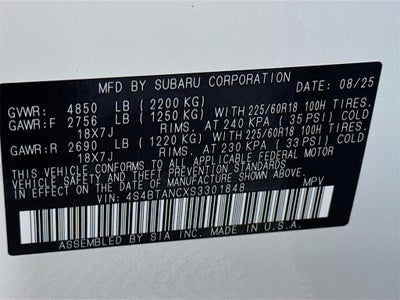 MFD BY SUBARU CORPORATION DATE: 08/25
GVWR: 4850 LB (2200 KG)
GAWR:F 2756 LB (1250 KG) WITH 225/60R18 100H TIRES.
18X7J RIMS. AT 240 KPA (35 PSI) COLD
GAWR:R 2690 LB (1220 KG) WITH 225/60R18 100H TIRES.
18X7J RIMS. AT 230 KPA (33 PSI) COLD
THIS VEHICLE CONFORMS TO ALL APPLICABLE FEDERAL MOTOR
VEHICLE SAFETY AND THEFT PREVENTION STANDARDS
IN EFFECT ON THE DATE OF MANUFACTURE SHOWN ABOVE.
VIN: 4S4BTANCXS3301848 MPV
ASSEMBLED BY SIA INC. MADE IN U.S.A.